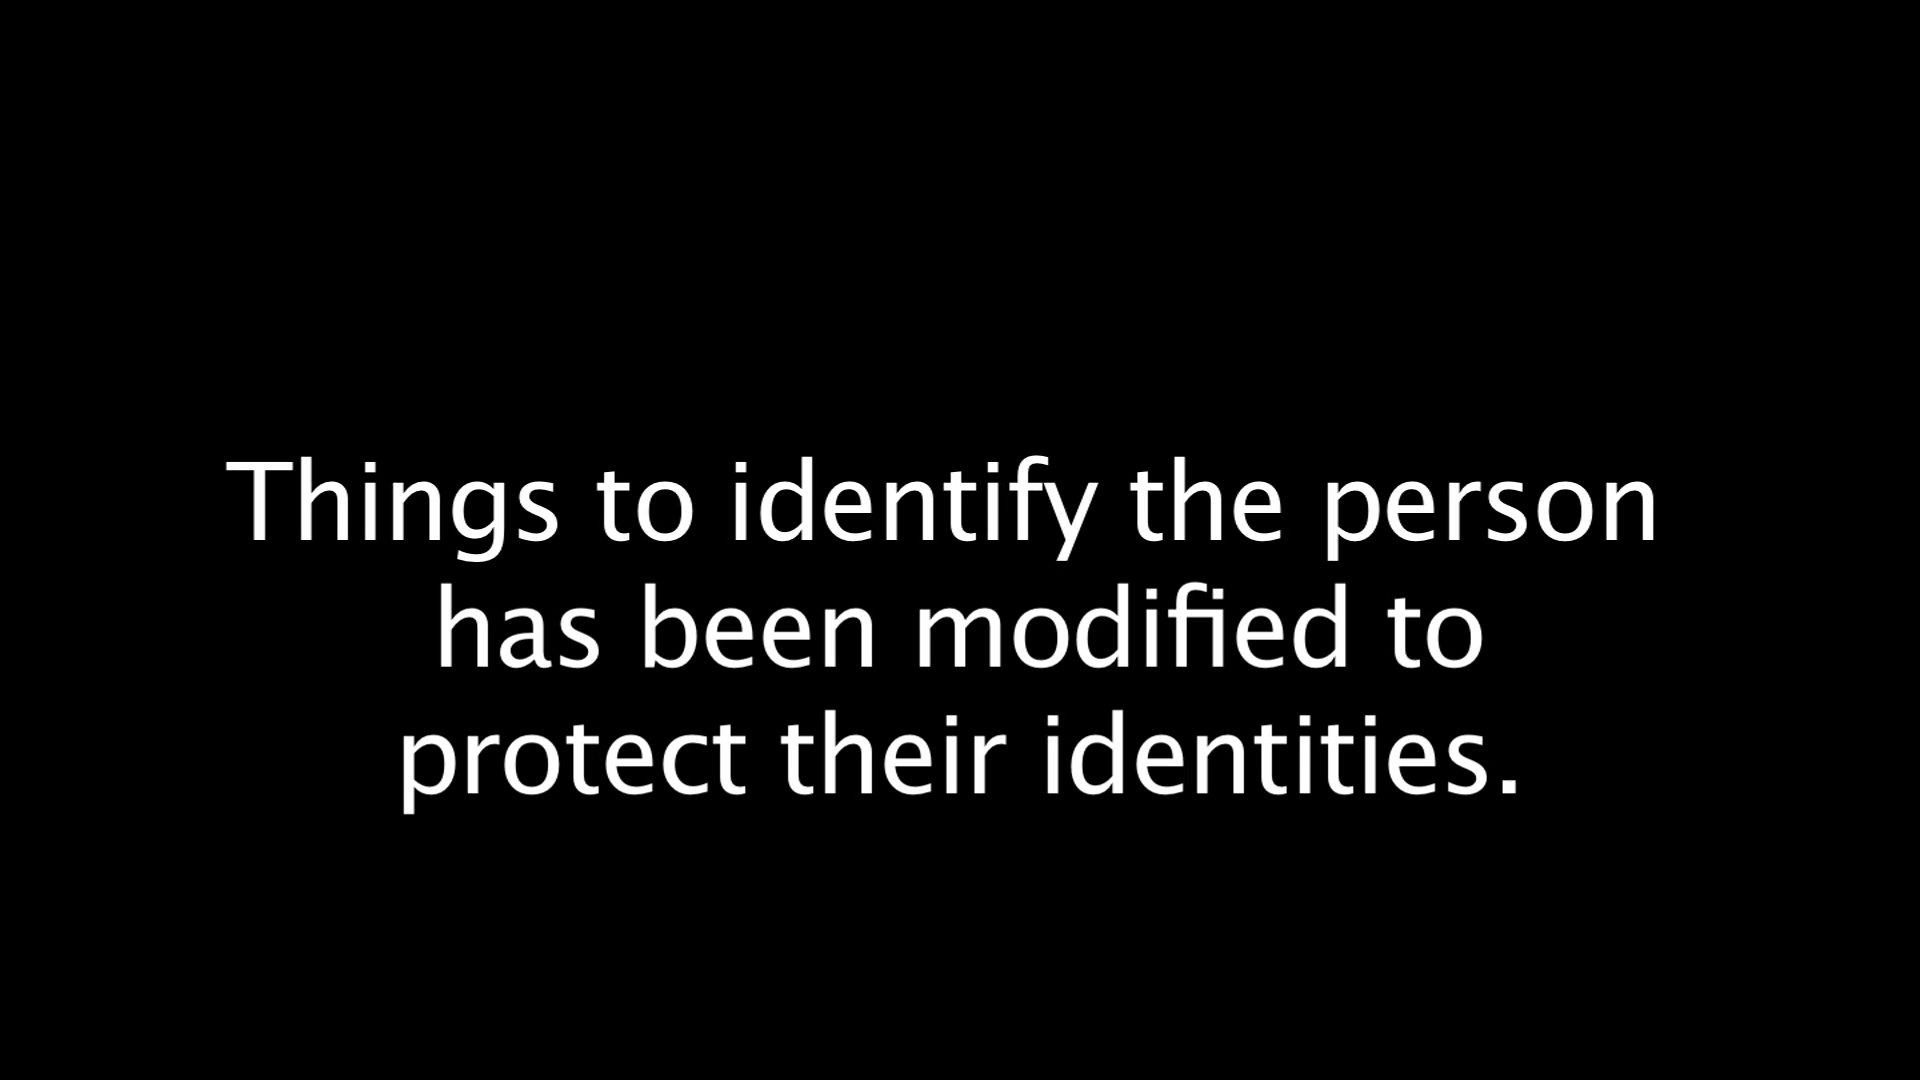 Things to identify the person
has been modified to
protect their identities.